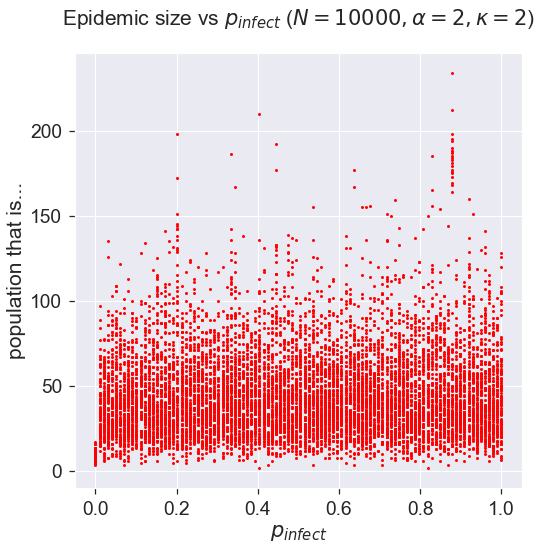 Epidemic size vs p_infect (N = 10000, α = 2, κ = 2)
population that is...
200
150
100
50
0
0.0 0.2 0.4 0.6 0.8 1.0
p_infect